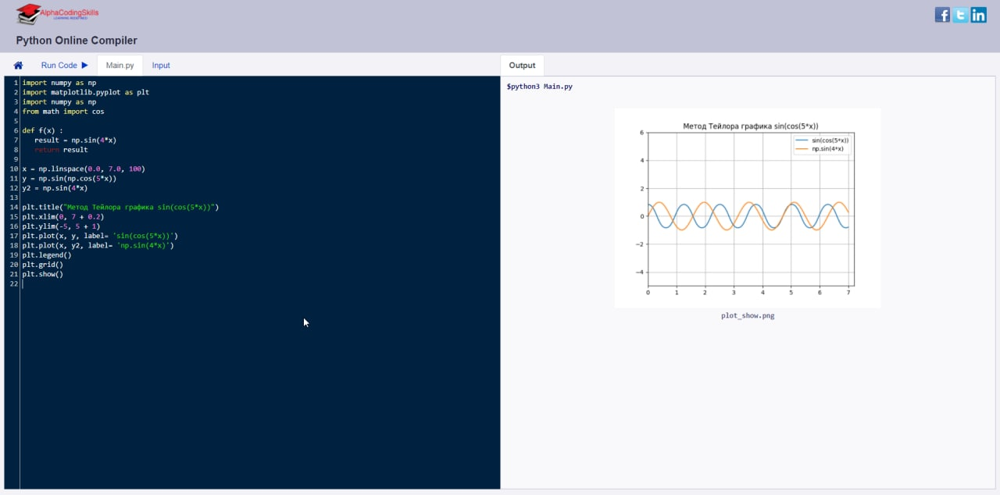 AlphaCodingSkills
LEARNING REDEFINED
Python Online Compiler
Run Code
Main.py
Input
Output
1 import numpy as np
2 import matplotlib.pyplot as plt
3 import numpy as np
4 from math import cos
5
6 def f(x) :
7    result = np.sin(4*x)
8    return result
9
10 x = np.linspace(0.0, 7.0, 100)
11 y = np.sin(np.cos(5*x))
12 y2 = np.sin(4*x)
13
14 plt.title("Метод Тейлора графика sin(cos(5*x))")
15 plt.xlim(0, 7 + 0.2)
16 plt.ylim(-5, 5 + 1)
17 plt.plot(x, y, label= 'sin(cos(5*x))')
18 plt.plot(x, y2, label= 'np.sin(4*x)')
19 plt.legend()
20 plt.grid()
21 plt.show()
22
$python3 Main.py
Метод Тейлора графика sin(cos(5*x))
sin(cos(5*x))
np.sin(4*x)
6
4
2
0
−2
−4
0 1 2 3 4 5 6 7
plot_show.png